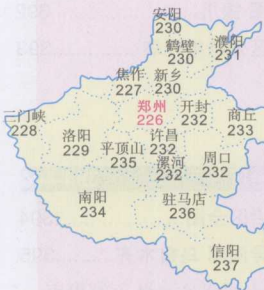 安阳
230
鹤壁
230
濮阳
231
焦作
227
新乡
230
郑州
226
开封
232
商丘
233
三门峡
228
洛阳
229
许昌
232
平顶山
235
漯河
232
周口
232
南阳
234
驻马店
236
信阳
237